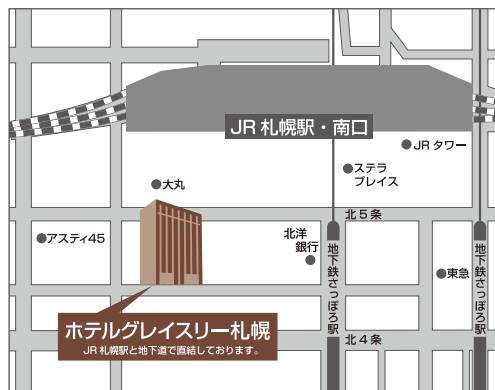 JR 札幌駅・南口
JR タワー
ステラ
プレイス
大丸
北5条
アスティ45
北洋
銀行
地下鉄さっぽろ駅
地下鉄さっぽろ駅
東急
ホテルグレイスリー札幌
JR 札幌駅と地下道で直結しております。
北4条